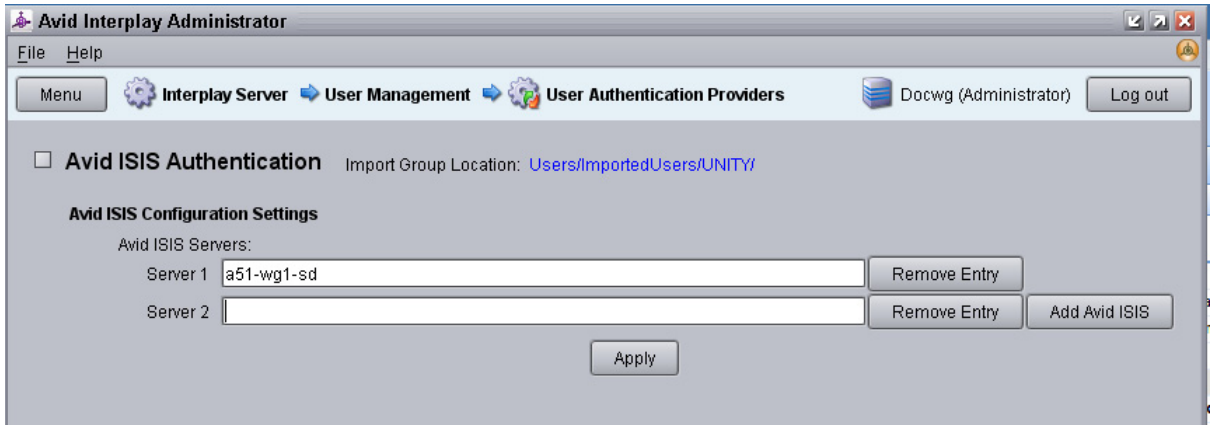 Avid Interplay Administrator
File Help
Menu Interplay Server User Management User Authentication Providers Docwg (Administrator) Log out
Avid ISIS Authentication Import Group Location: Users/ImportedUsers/UNITY/
Avid ISIS Configuration Settings
Avid ISIS Servers:
Server 1 a51-wg1-sd Remove Entry
Server 2 Remove Entry Add Avid ISIS
Apply